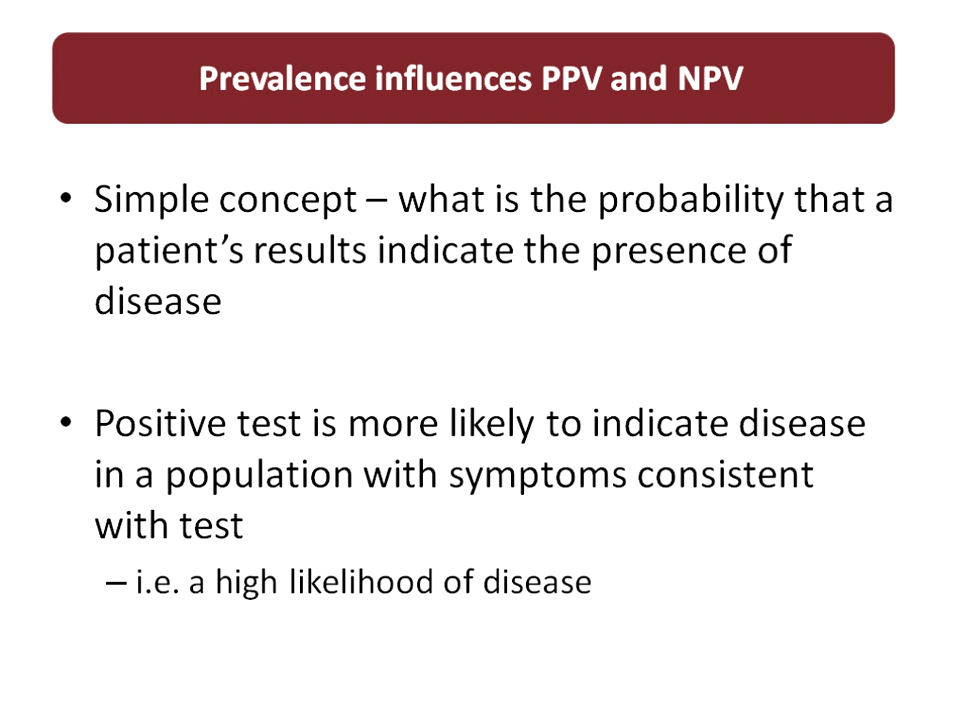 Prevalence influences PPV and NPV
• Simple concept – what is the probability that a
patient’s results indicate the presence of
disease
• Positive test is more likely to indicate disease
in a population with symptoms consistent
with test
– i.e. a high likelihood of disease